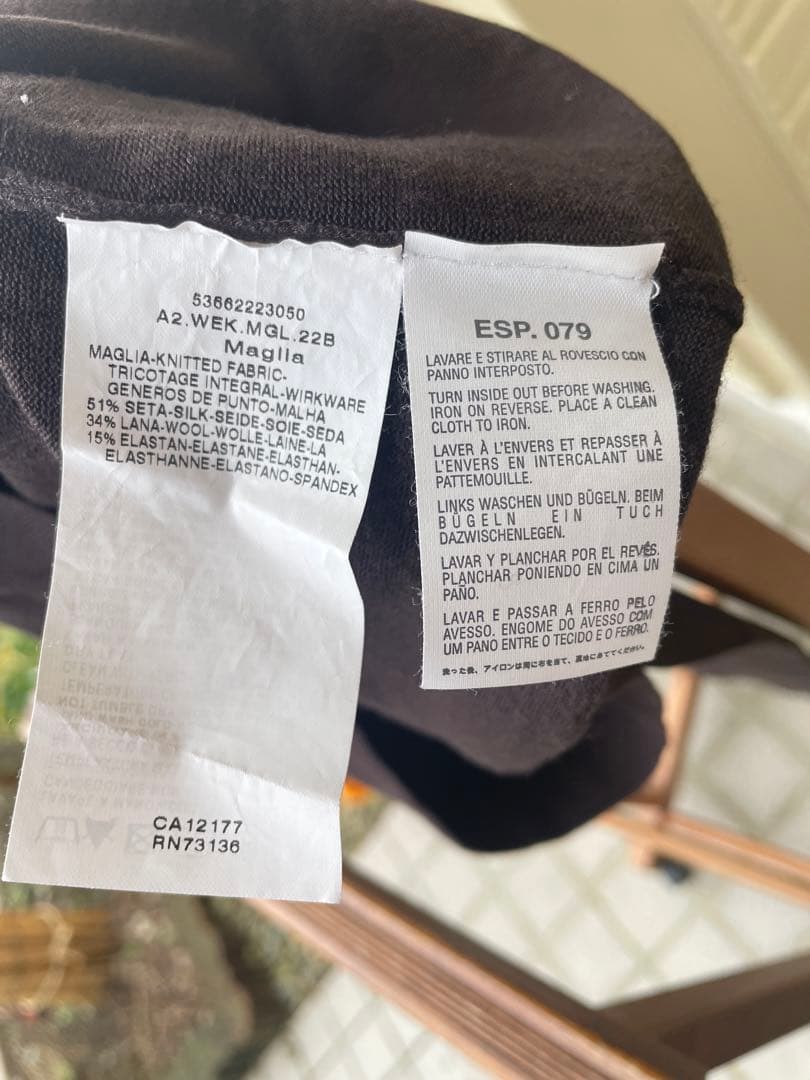 53662223050
A2.WEK.MGL.22B
Maglia
MAGLIA-KNITTED FABRIC-
TRICOTAGE INTEGRAL-WIRKWARE
GENEROS DE PUNTO-MALHA
51% SETA-SILK-SEIDE-SOIE-SEDA
34% LANA-WOOL-WOLLE-LAINE-LA
15% ELASTAN-ELASTANE-ELASTHAN-
ELASTHANNE-ELASTANO-SPANDEX
CA12177
RN73136
ESP. 079
LAVARE E STIRARE AL ROVESCIO CON
PANNO INTERPOSTO.
TURN INSIDE OUT BEFORE WASHING.
IRON ON REVERSE. PLACE A CLEAN
CLOTH TO IRON.
LAVER À L'ENVERS ET REPASSER À
L'ENVERS EN INTERCALANT UNE
PATTEMOUILLE.
LINKS WASCHEN UND BÜGELN. BEIM
BÜGELN EIN TUCH
DAZWISCHENLEGEN.
LAVAR Y PLANCHAR POR EL REVÉS.
PLANCHAR PONIENDO EN CIMA UN
PAÑO.
LAVAR E PASSAR A FERRO PELO
AVESSO. ENGOME DO AVESSO COM
UM PANO ENTRE O TECIDO E O FERRO.